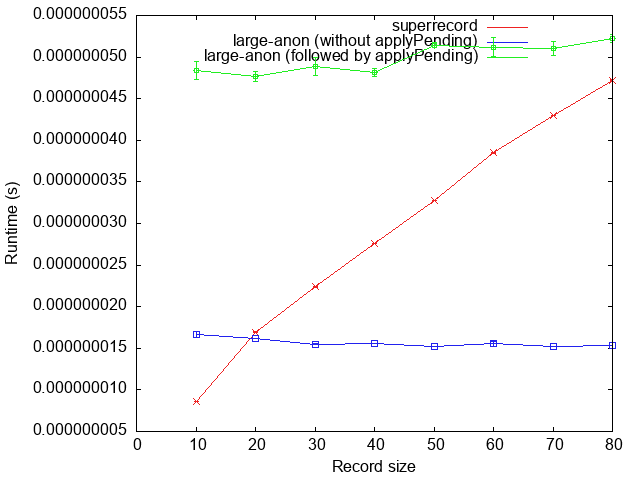 0.000000055
0.000000050
0.000000045
0.000000040
0.000000035
0.000000030
0.000000025
0.000000020
0.000000015
0.000000010
0.000000005
superrecord
large-anon (without applyPending)
large-anon (followed by applyPending)
Runtime (s)
0 10 20 30 40 50 60 70 80
Record size